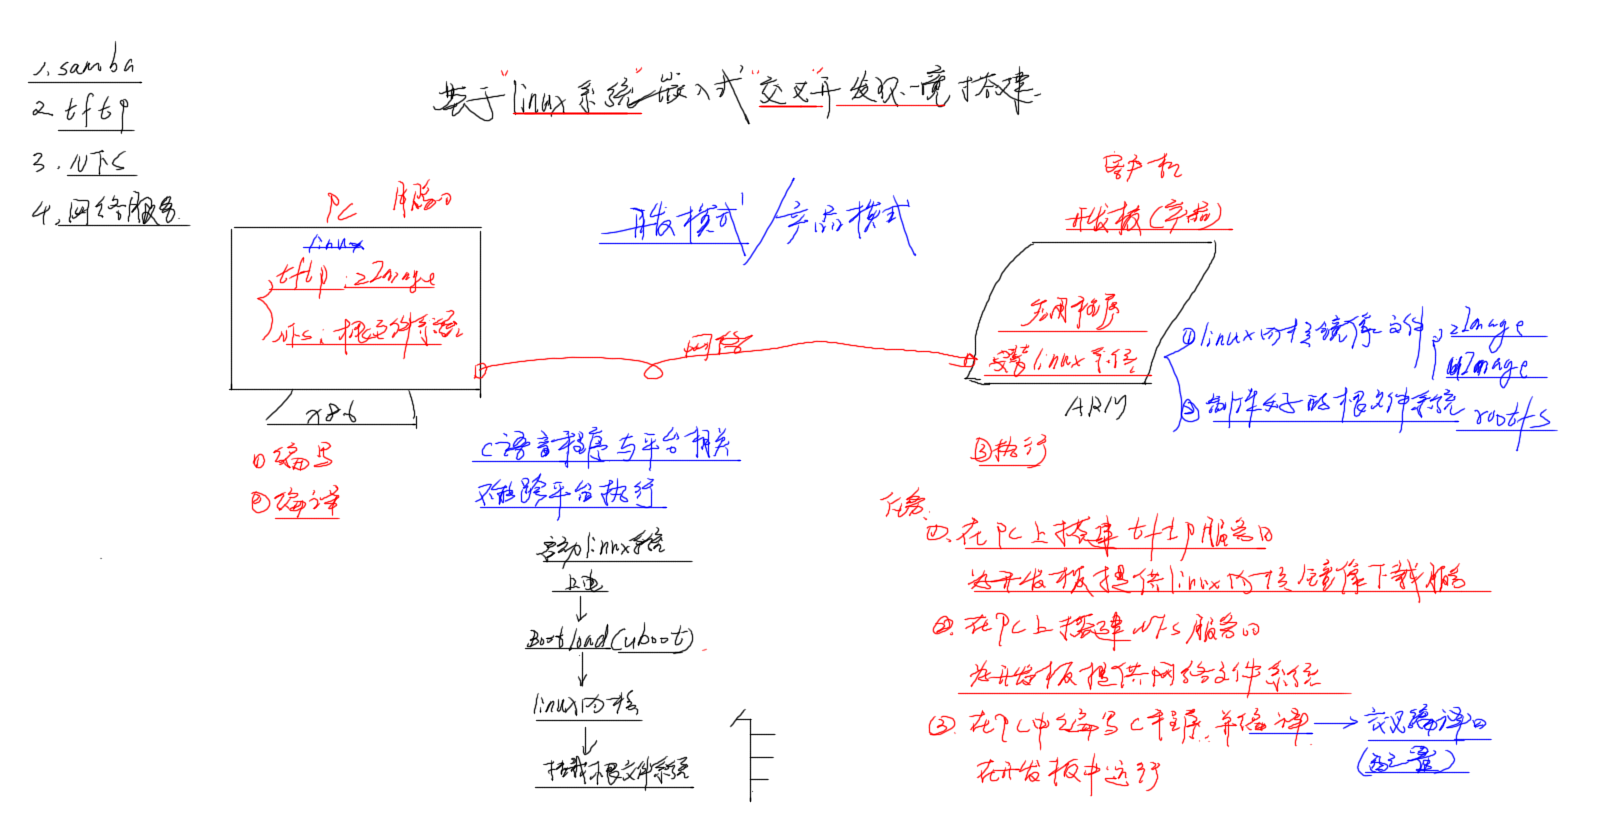 基于"linux系统"嵌入式"交叉"开发环境搭建
1. samba
2. tftp
3. NFS
4. 网络服务
PC 服务口
linux
tftp: zImage
NFS: 根文件系统
x86
①编写
②编译
开发模式/产品模式
网络
客户机
开发板(产品)
应用程序
安装linux系统
ARM
③执行
①linux内核镜像文件, zImage
uImage
②制作好的根文件系统 rootfs
C语言程序与平台相关
不能跨平台执行
启动linux系统
上电
Bootload(uboot)
linux内核
挂载根文件系统
任务
①. 在PC上搭建tftp服务口
为开发板提供linux内核镜像下载服务
②. 在PC上搭建NFS服务口
为开发板提供网络文件系统
③ 在PC中编写C程序,并编译 → 交叉编译口
在开发板中运行